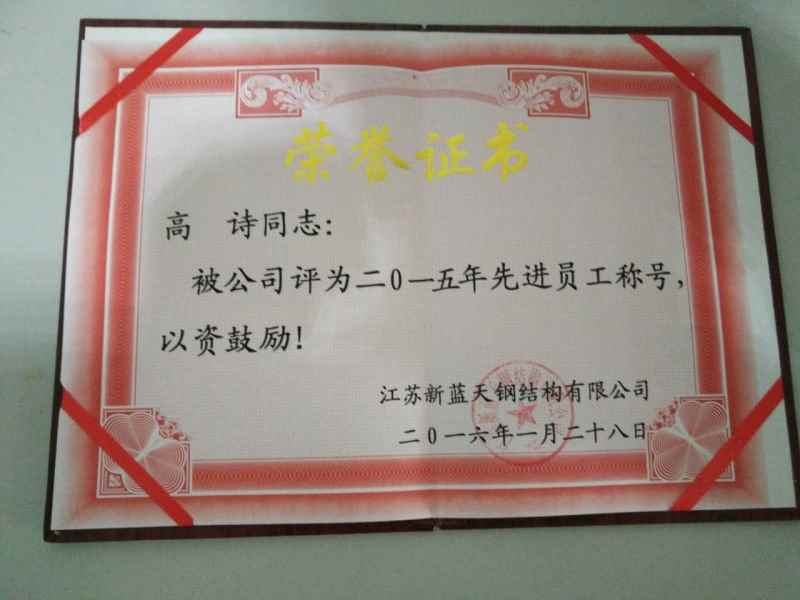 荣誉证书
高 诗同志：
被公司评为二0一五年先进员工称号，
以资鼓励！
江苏新蓝天钢结构有限公司
二0一六年一月二十八日